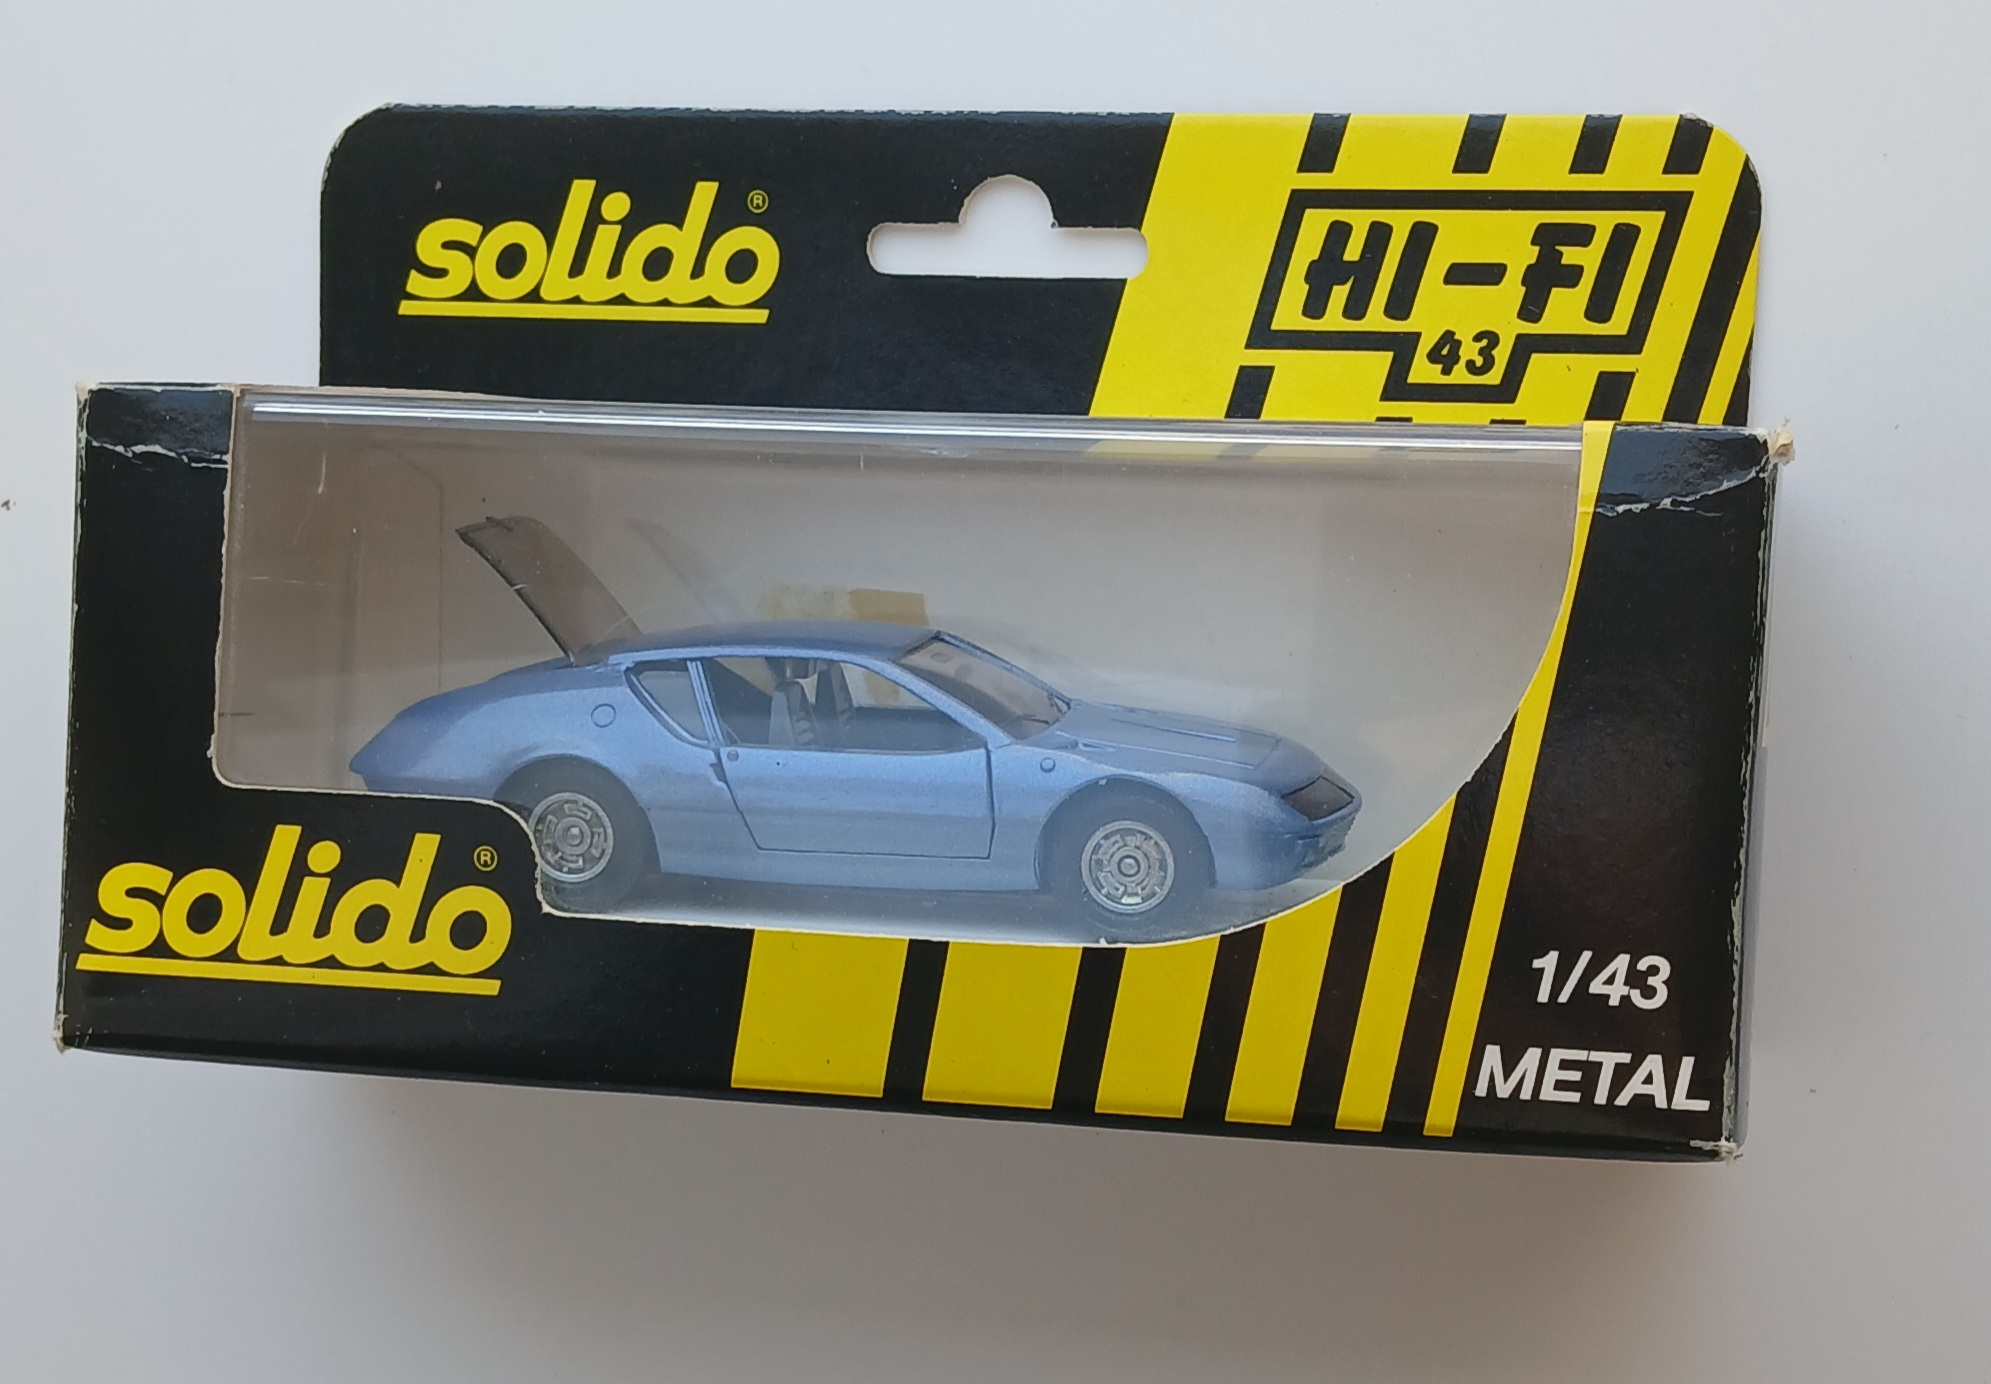 solido®
HI-FI
43
solido®
1/43
METAL